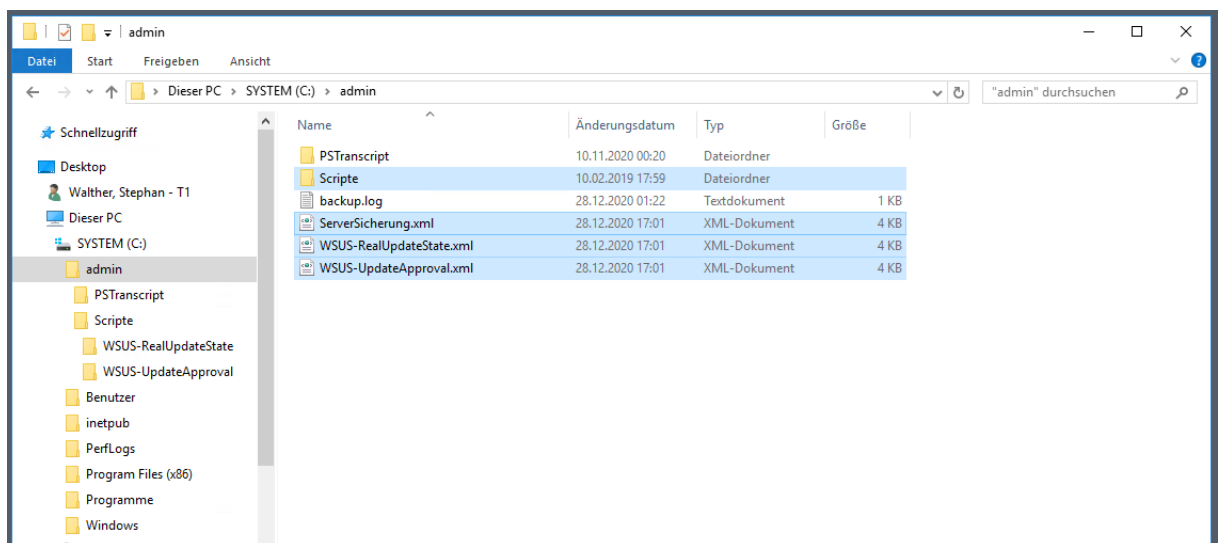 admin
Datei Start Freigeben Ansicht
Dieser PC SYSTEM (C:) admin "admin" durchsuchen
Schnellzugriff
Desktop
Walther, Stephan - T1
Dieser PC
SYSTEM (C:)
admin
PSTranscript
Scripte
WSUS-RealUpdateState
WSUS-UpdateApproval
Benutzer
inetpub
PerfLogs
Program Files (x86)
Programme
Windows
Name Änderungsdatum Typ Größe
PSTranscript 10.11.2020 00:20 Dateiordner
Scripte 10.02.2019 17:59 Dateiordner
backup.log 28.12.2020 01:22 Textdokument 1 KB
ServerSicherung.xml 28.12.2020 17:01 XML-Dokument 4 KB
WSUS-RealUpdateState.xml 28.12.2020 17:01 XML-Dokument 4 KB
WSUS-UpdateApproval.xml 28.12.2020 17:01 XML-Dokument 4 KB